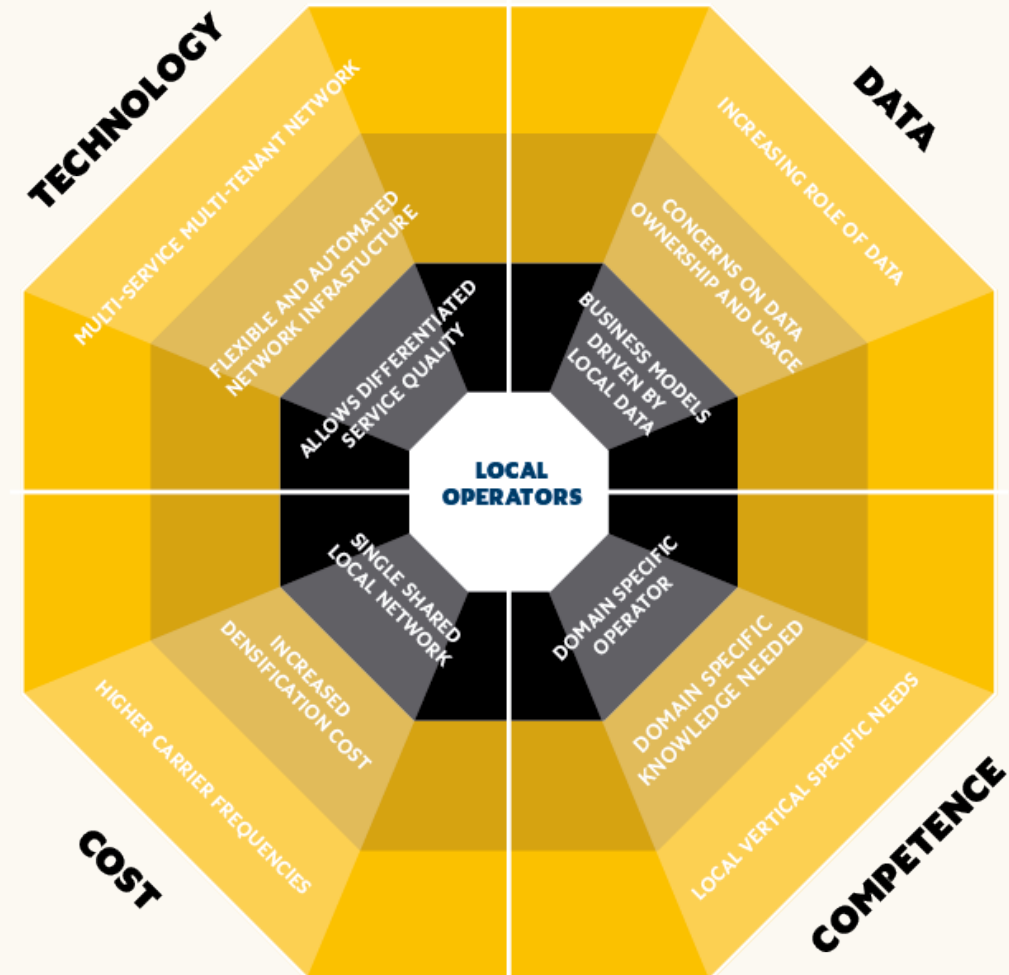 TECHNOLOGY
MULTI-SERVICE MULTI-TENANT NETWORK
FLEXIBLE AND AUTOMATED
NETWORK INFRASTUCTURE
ALLOWS DIFFERENTIATED
SERVICE QUALITY
DATA
INCREASING ROLE OF DATA
CONCERNS ON DATA
OWNERSHIP AND USAGE
BUSINESS MODELS
DRIVEN BY
LOCAL DATA
LOCAL
OPERATORS
COST
HIGHER CARRIER FREQUENCIES
INCREASED
DENSIFICATION COST
SINGLE SHARED
LOCAL NETWORK
COMPETENCE
LOCAL VERTICAL SPECIFIC NEEDS
DOMAIN SPECIFIC
KNOWLEDGE NEEDED
DOMAIN SPECIFIC
OPERATOR